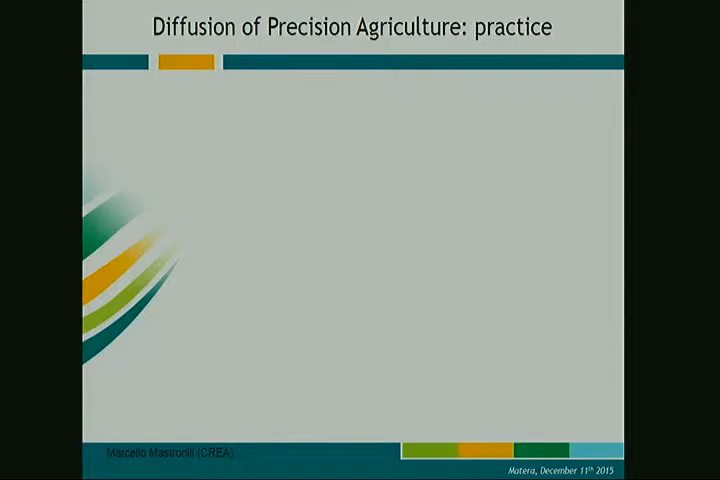 Diffusion of Precision Agriculture: practice
Marcello Mastrorilli (CREA)
Matera, December 11th 2015